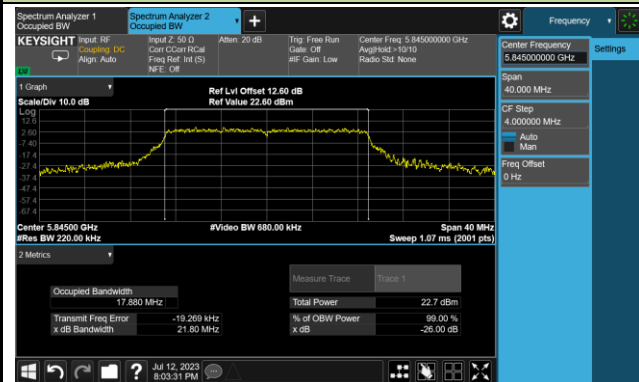 Spectrum Analyzer 1
Occupied BW
Spectrum Analyzer 2
Occupied BW
Frequency
KEYSIGHT
Input: RF
Coupling: DC
Align: Auto
Input Z: 50 Ω
Corr CCorr RCal
Freq Ref: Int (S)
NFE: Off
Atten: 20 dB
Trig: Free Run
Gate: Off
#IF Gain: Low
Center Freq: 5.845000000 GHz
Avg|Hold:>10/10
Radio Std: None
Center Frequency
5.845000000 GHz
Settings
Span
40.000 MHz
CF Step
4.000000 MHz
Auto
Man
Freq Offset
0 Hz
1 Graph
Scale/Div 10.0 dB
Ref Lvl Offset 12.60 dB
Ref Value 22.60 dBm
Log
12.6
2.60
-7.40
-17.4
-27.4
-37.4
-47.4
-57.4
-67.4
Center 5.84500 GHz
#Res BW 220.00 kHz
#Video BW 680.00 kHz
Span 40 MHz
Sweep 1.07 ms (2001 pts)
2 Metrics
Measure Trace
Trace 1
Occupied Bandwidth
17.880 MHz
Total Power
22.7 dBm
Transmit Freq Error
-19.269 kHz
% of OBW Power
99.00 %
x dB Bandwidth
21.80 MHz
x dB
-26.00 dB
Jul 12, 2023
8:03:31 PM